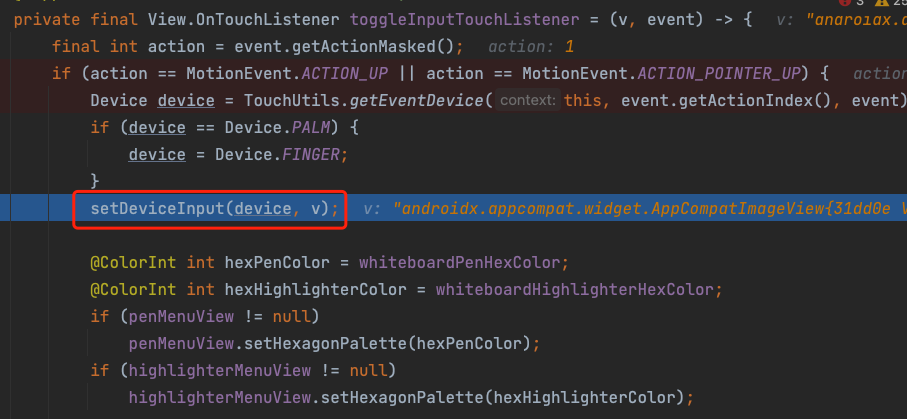 private final View.OnTouchListener toggleInputTouchListener = (v, event) -> { v: "androidx.a
final int action = event.getActionMasked(); action: 1
if (action == MotionEvent.ACTION_UP || action == MotionEvent.ACTION_POINTER_UP) { action
Device device = TouchUtils.getEventDevice( context: this, event.getActionIndex(), event)
if (device == Device.PALM) {
device = Device.FINGER;
}
setDeviceInput(device, v); v: "androidx.appcompat.widget.AppCompatImageView{31dd0e V
@ColorInt int hexPenColor = whiteboardPenHexColor;
@ColorInt int hexHighlighterColor = whiteboardHighlighterHexColor;
if (penMenuView != null)
penMenuView.setHexagonPalette(hexPenColor);
if (highlighterMenuView != null)
highlighterMenuView.setHexagonPalette(hexHighlighterColor);